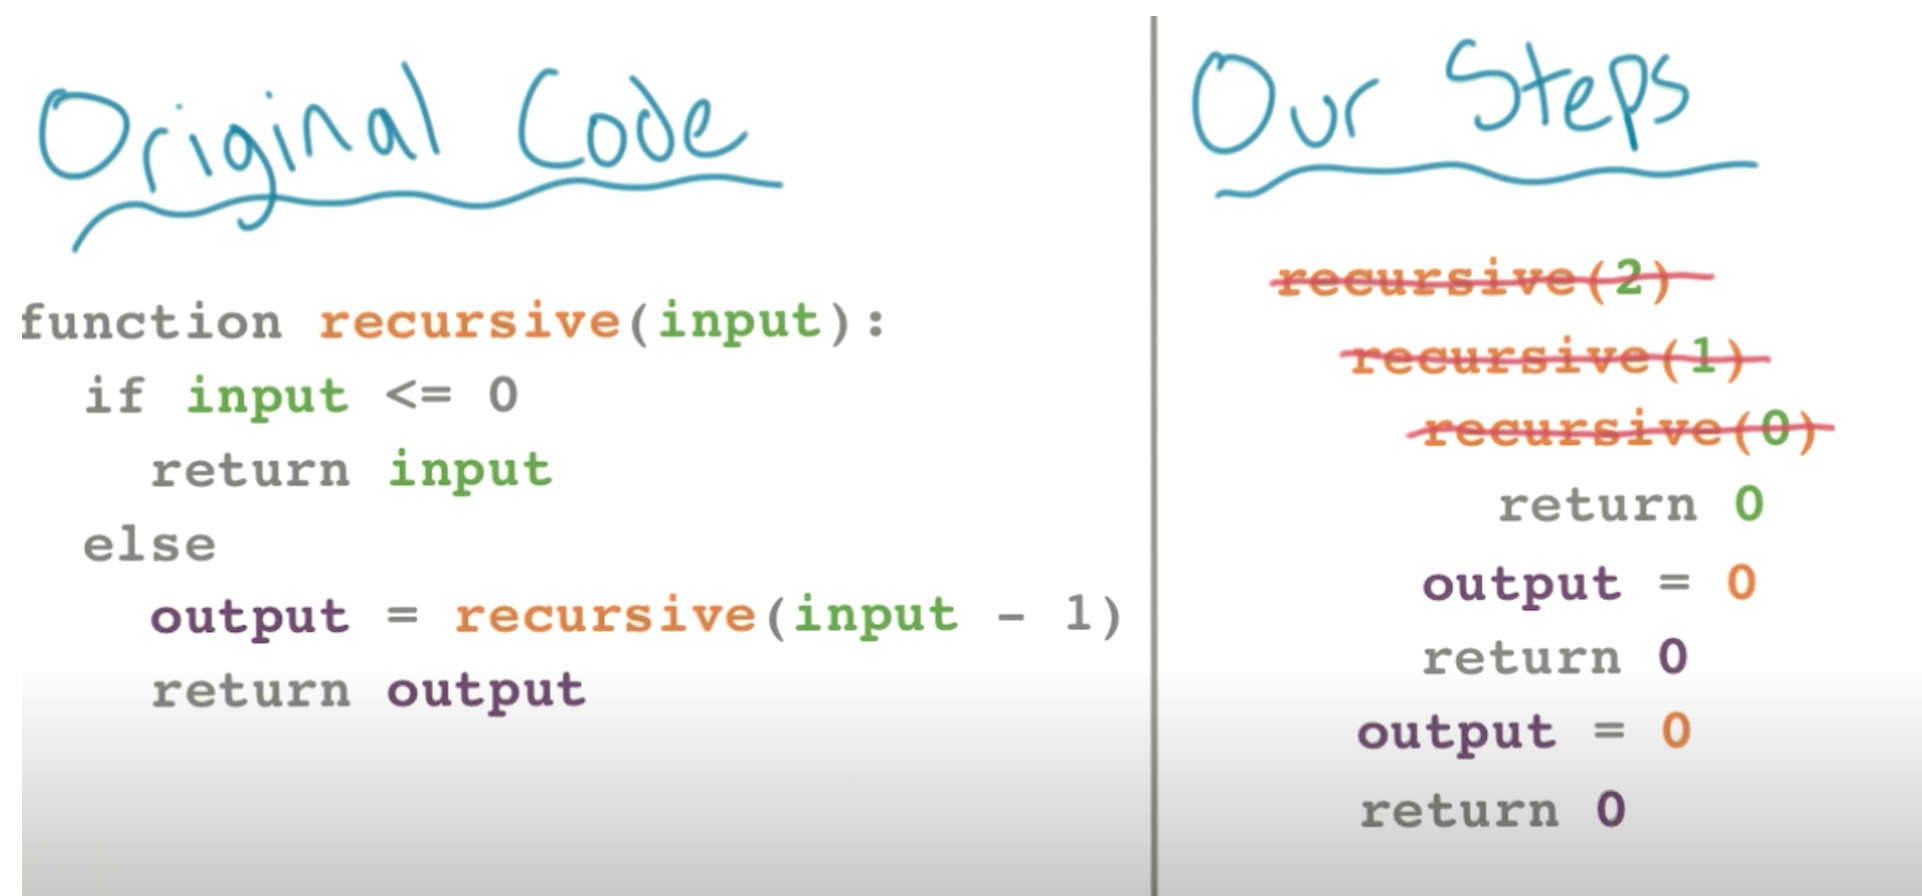 Original Code
function recursive(input):
if input <= 0
return input
else
output = recursive(input - 1)
return output
Our Steps
recursive(2)
recursive(1)
recursive(0)
return 0
output = 0
return 0
output = 0
return 0